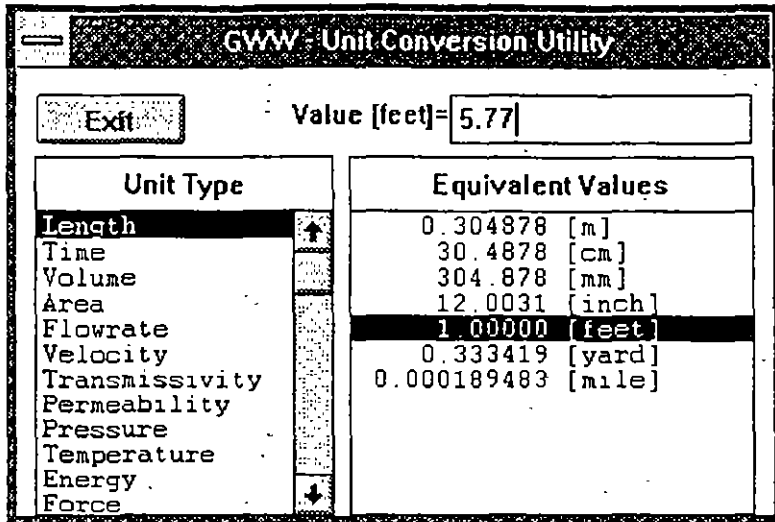 GWW - Unit Conversion Utility
Exit
Value [feet]= 5.77
Unit Type
Length
Time
Volume
Area
Flowrate
Velocity
Transmissivity
Permeability
Pressure
Temperature
Energy
Force
Equivalent Values
0.304878 [m]
30.4878 [cm]
304.878 [mm]
12.0031 [inch]
1.00000 [feet]
0.333419 [yard]
0.000189483 [mile]